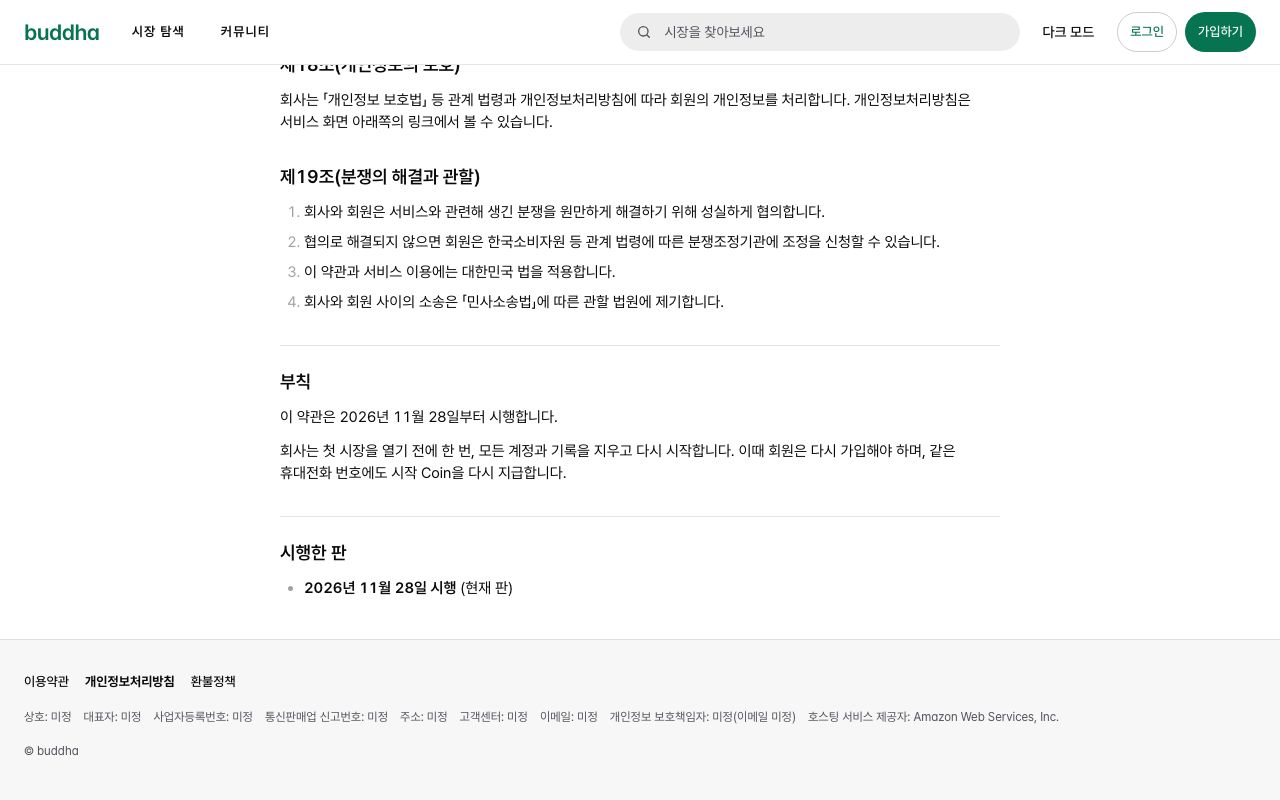 buddha
시장 탐색
커뮤니티
시장을 찾아보세요
다크 모드
로그인
가입하기
제18조(개인정보의 보호)
회사는 「개인정보 보호법」 등 관계 법령과 개인정보처리방침에 따라 회원의 개인정보를 처리합니다. 개인정보처리방침은
서비스 화면 아래쪽의 링크에서 볼 수 있습니다.
제19조(분쟁의 해결과 관할)
1. 회사와 회원은 서비스와 관련해 생긴 분쟁을 원만하게 해결하기 위해 성실하게 협의합니다.
2. 협의로 해결되지 않으면 회원은 한국소비자원 등 관계 법령에 따른 분쟁조정기관에 조정을 신청할 수 있습니다.
3. 이 약관과 서비스 이용에는 대한민국 법을 적용합니다.
4. 회사와 회원 사이의 소송은 「민사소송법」에 따른 관할 법원에 제기합니다.
부칙
이 약관은 2026년 11월 28일부터 시행합니다.
회사는 첫 시장을 열기 전에 한 번, 모든 계정과 기록을 지우고 다시 시작합니다. 이때 회원은 다시 가입해야 하며, 같은
휴대전화 번호에도 시작 Coin을 다시 지급합니다.
시행한 판
2026년 11월 28일 시행 (현재 판)
이용약관 개인정보처리방침 환불정책
상호: 미정 대표자: 미정 사업자등록번호: 미정 통신판매업 신고번호: 미정 주소: 미정 고객센터: 미정 이메일: 미정 개인정보 보호책임자: 미정(이메일 미정) 호스팅 서비스 제공자: Amazon Web Services, Inc.
© buddha